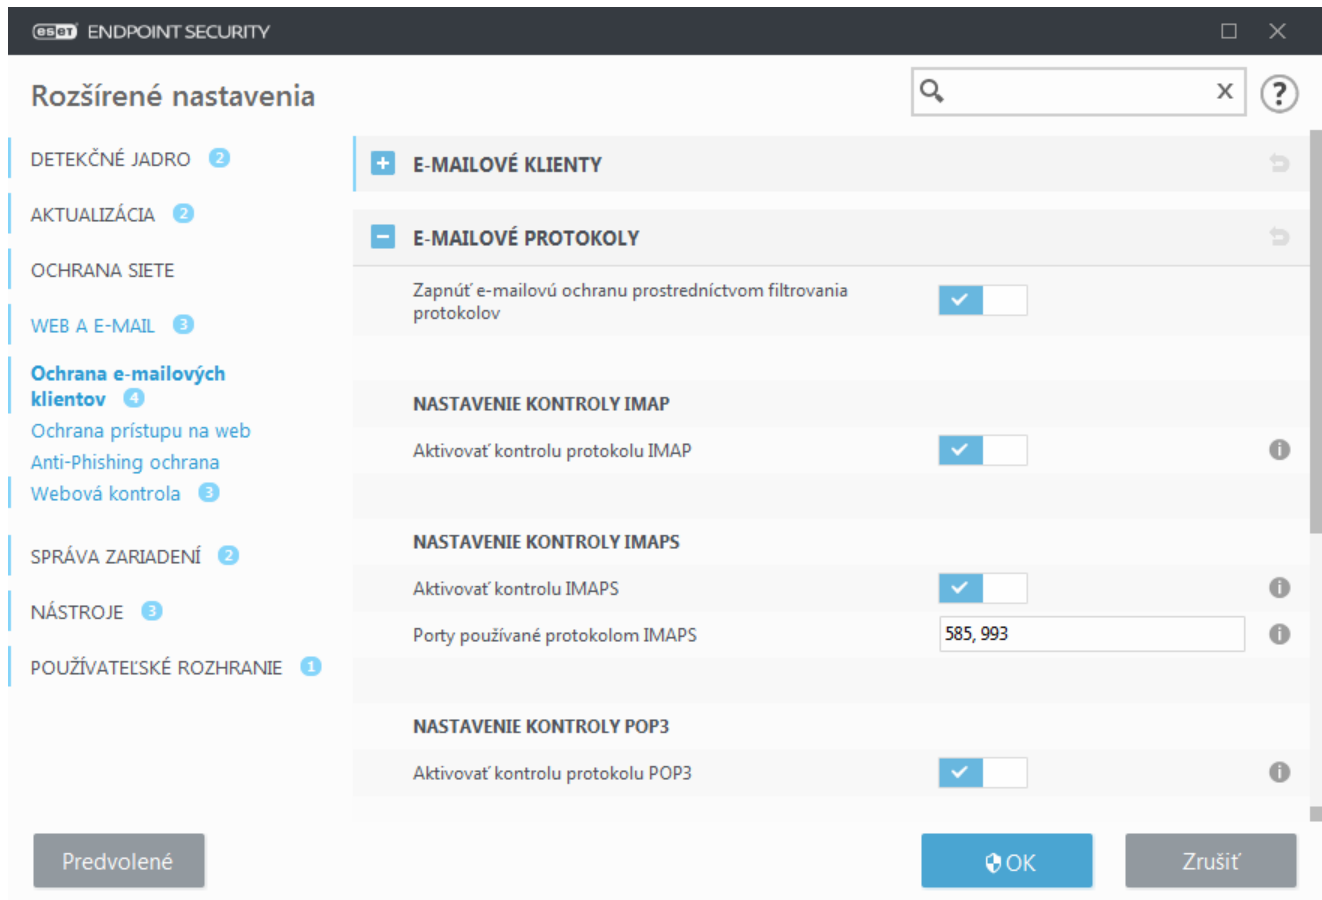 eset ENDPOINT SECURITY
Rozšírené nastavenia
x
?
DETEKČNÉ JADRO 2
AKTUALIZÁCIA 2
OCHRANA SIETE
WEB A E-MAIL 3
Ochrana e-mailových
klientov 4
Ochrana prístupu na web
Anti-Phishing ochrana
Webová kontrola 3
SPRÁVA ZARIADENÍ 2
NÁSTROJE 3
POUŽÍVATEĽSKÉ ROZHRANIE 1
E-MAILOVÉ KLIENTY
E-MAILOVÉ PROTOKOLY
Zapnúť e-mailovú ochranu prostredníctvom filtrovania
protokolov
NASTAVENIE KONTROLY IMAP
Aktivovať kontrolu protokolu IMAP
NASTAVENIE KONTROLY IMAPS
Aktivovať kontrolu IMAPS
Porty používané protokolom IMAPS 585, 993
NASTAVENIE KONTROLY POP3
Aktivovať kontrolu protokolu POP3
Predvolené
OK
Zrušiť